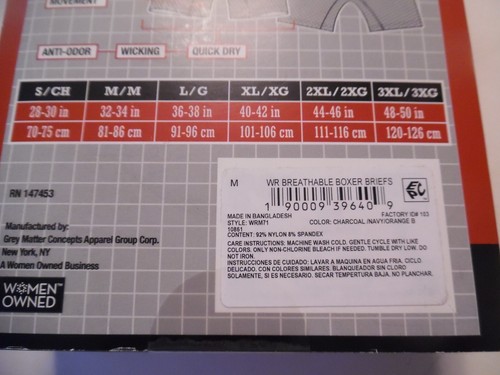 MOVEMENT
ANTI-ODOR WICKING QUICK DRY
S/CH M/M L/G XL/XG 2XL/2XG 3XL/3XG
28-30 in 32-34 in 36-38 in 40-42 in 44-46 in 48-50 in
70-75 cm 81-86 cm 91-96 cm 101-106 cm 111-116 cm 120-126 cm
M WR BREATHABLE BOXER BRIEFS
1 90009 39640 9
MADE IN BANGLADESH FACTORY ID# 103
STYLE: WRM71 COLOR: CHARCOAL /NAVY/ORANGE B
10861
CONTENT: 92% NYLON 8% SPANDEX
CARE INSTRUCTIONS: MACHINE WASH COLD. GENTLE CYCLE WITH LIKE
COLORS. ONLY NON-CHLORINE BLEACH IF NEEDED. TUMBLE DRY LOW. DO
NOT IRON.
INSTRUCCIONES DE CUIDADO: LAVAR A MAQUINA EN AGUA FRIA. CICLO
DELICADO. CON COLORES SIMILARES: BLANQUEADOR SIN CLORO
SOLAMENTE, SI ES NECESARIO. SECAR TEMPERATURA BAJA. NO PLANCHAR.
RN 147453
Manufactured by:
Grey Matter Concepts Apparel Group Corp.
New York, NY
A Women Owned Business
WOMEN™
OWNED